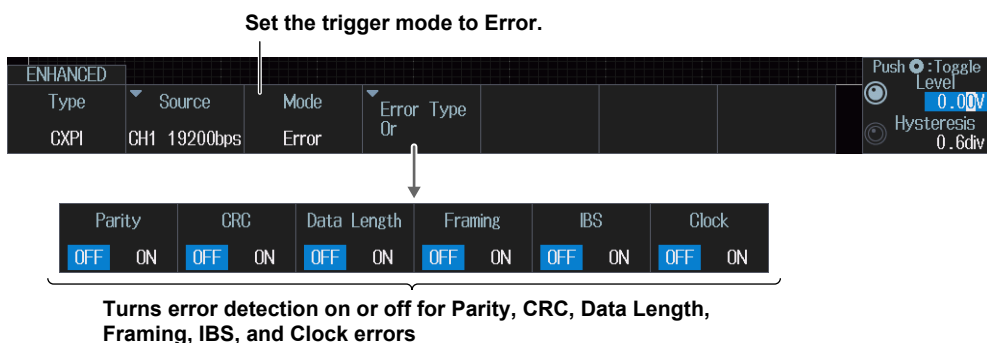 Set the trigger mode to Error.
ENHANCED
Type Source Mode Error Type
CXPI CH1 19200bps Error Or
Push :Toggle
Level
0.00V
Hysteresis
0.6div
Parity CRC Data Length Framing IBS Clock
OFF ON OFF ON OFF ON OFF ON OFF ON OFF ON
Turns error detection on or off for Parity, CRC, Data Length,
Framing, IBS, and Clock errors